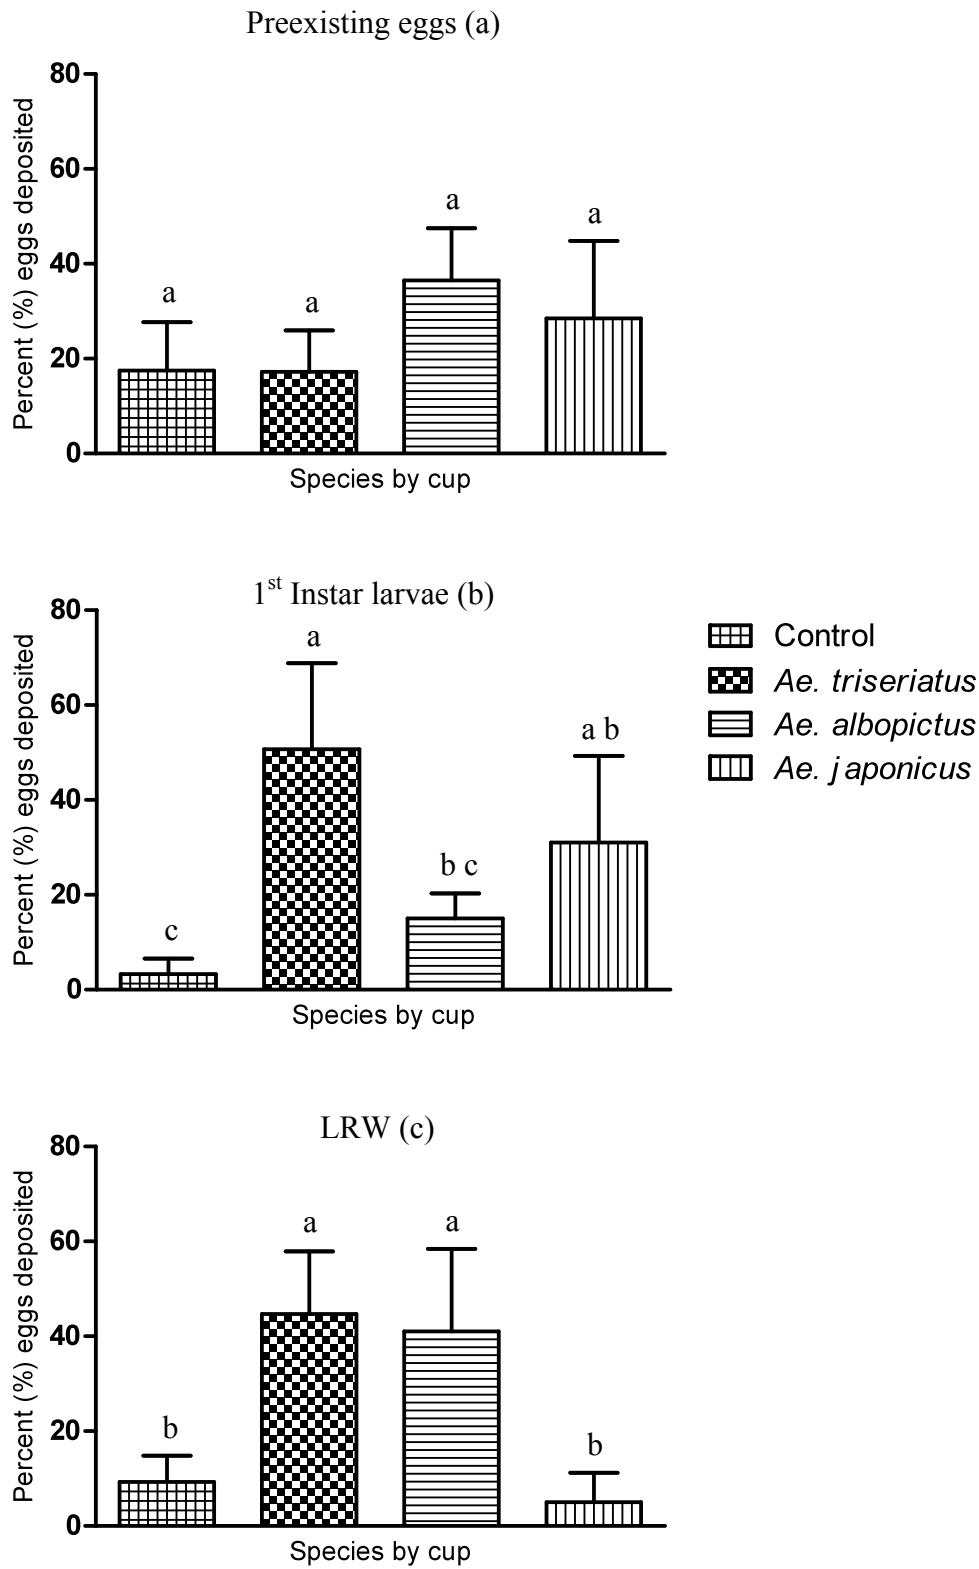 Preexisting eggs (a)
80
60
40
20
0
Percent (%) eggs deposited
a
a
a
a
Species by cup
1st Instar larvae (b)
80
60
40
20
0
Percent (%) eggs deposited
c
a
b c
a b
Species by cup
Control
Ae. triseriatus
Ae. albopictus
Ae. japonicus
LRW (c)
80
60
40
20
0
Percent (%) eggs deposited
b
a
a
b
Species by cup